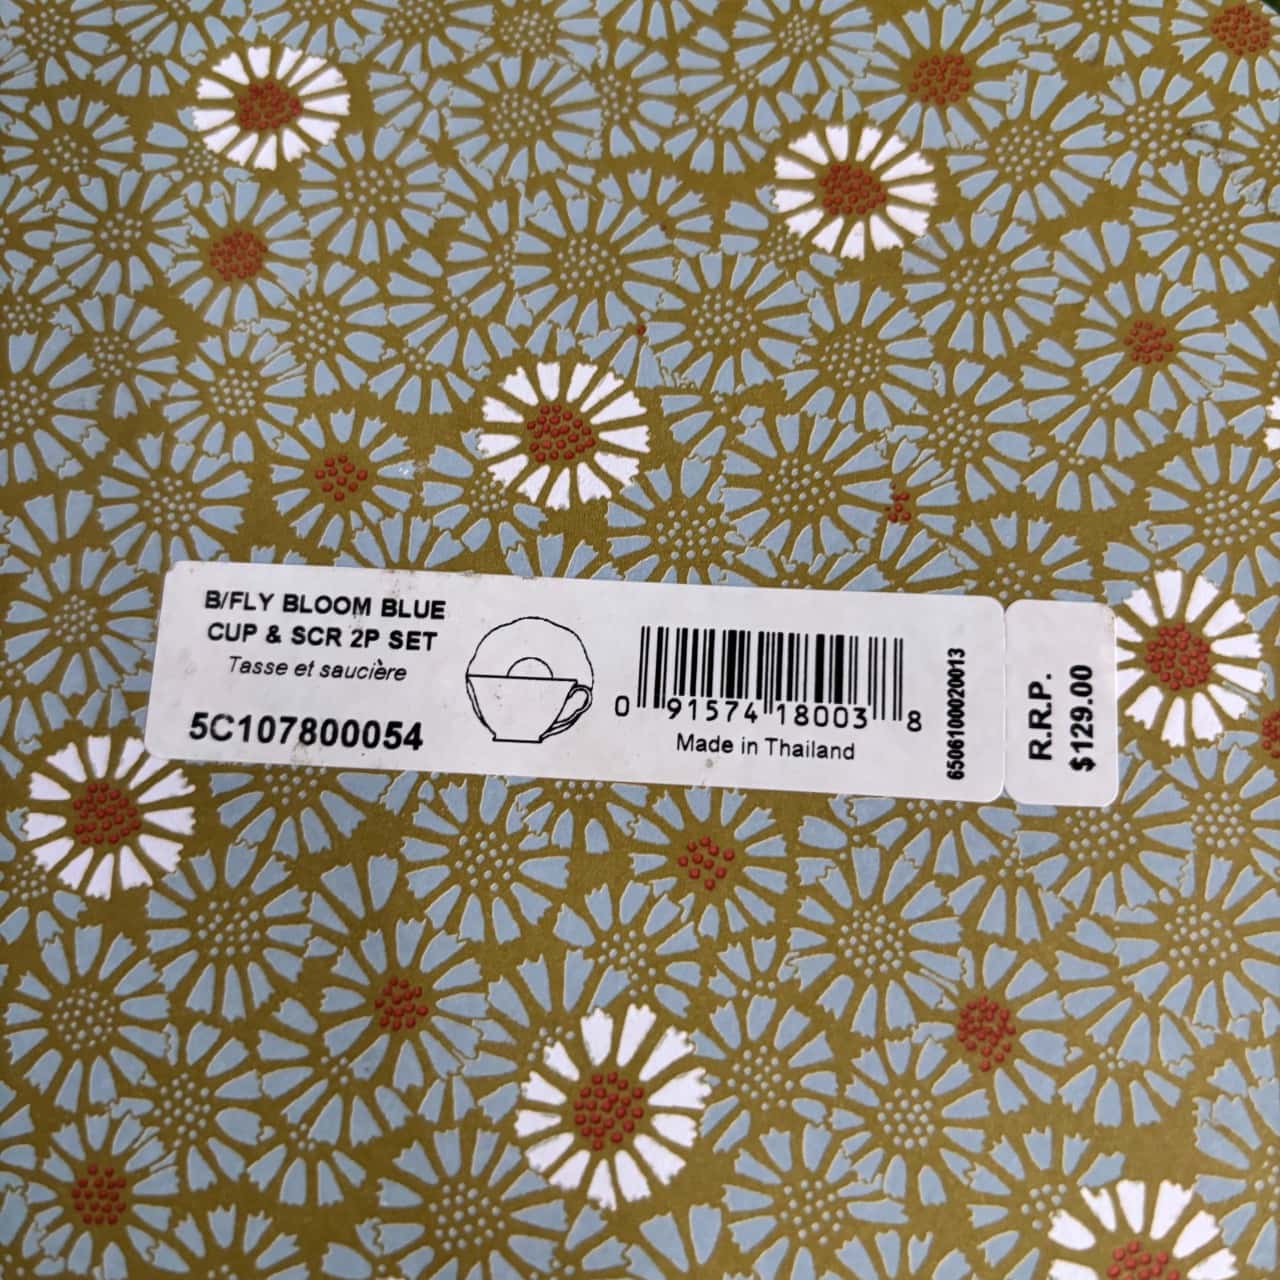 B/FLY BLOOM BLUE
CUP & SCR 2P SET
Tasse et saucière
5C107800054
0 91574 18003 8
Made in Thailand
6506100020013
R.R.P.
$129.00